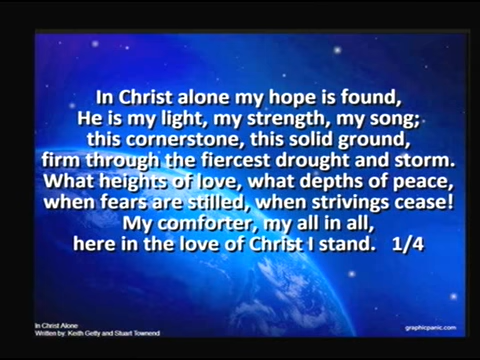 In Christ alone my hope is found,
He is my light, my strength, my song;
this cornerstone, this solid ground,
firm through the fiercest drought and storm.
What heights of love, what depths of peace,
when fears are stilled, when strivings cease!
My comforter, my all in all,
here in the love of Christ I stand. 1/4
In Christ Alone
Written by: Keith Getty and Stuart Townend
graphicpanic.com